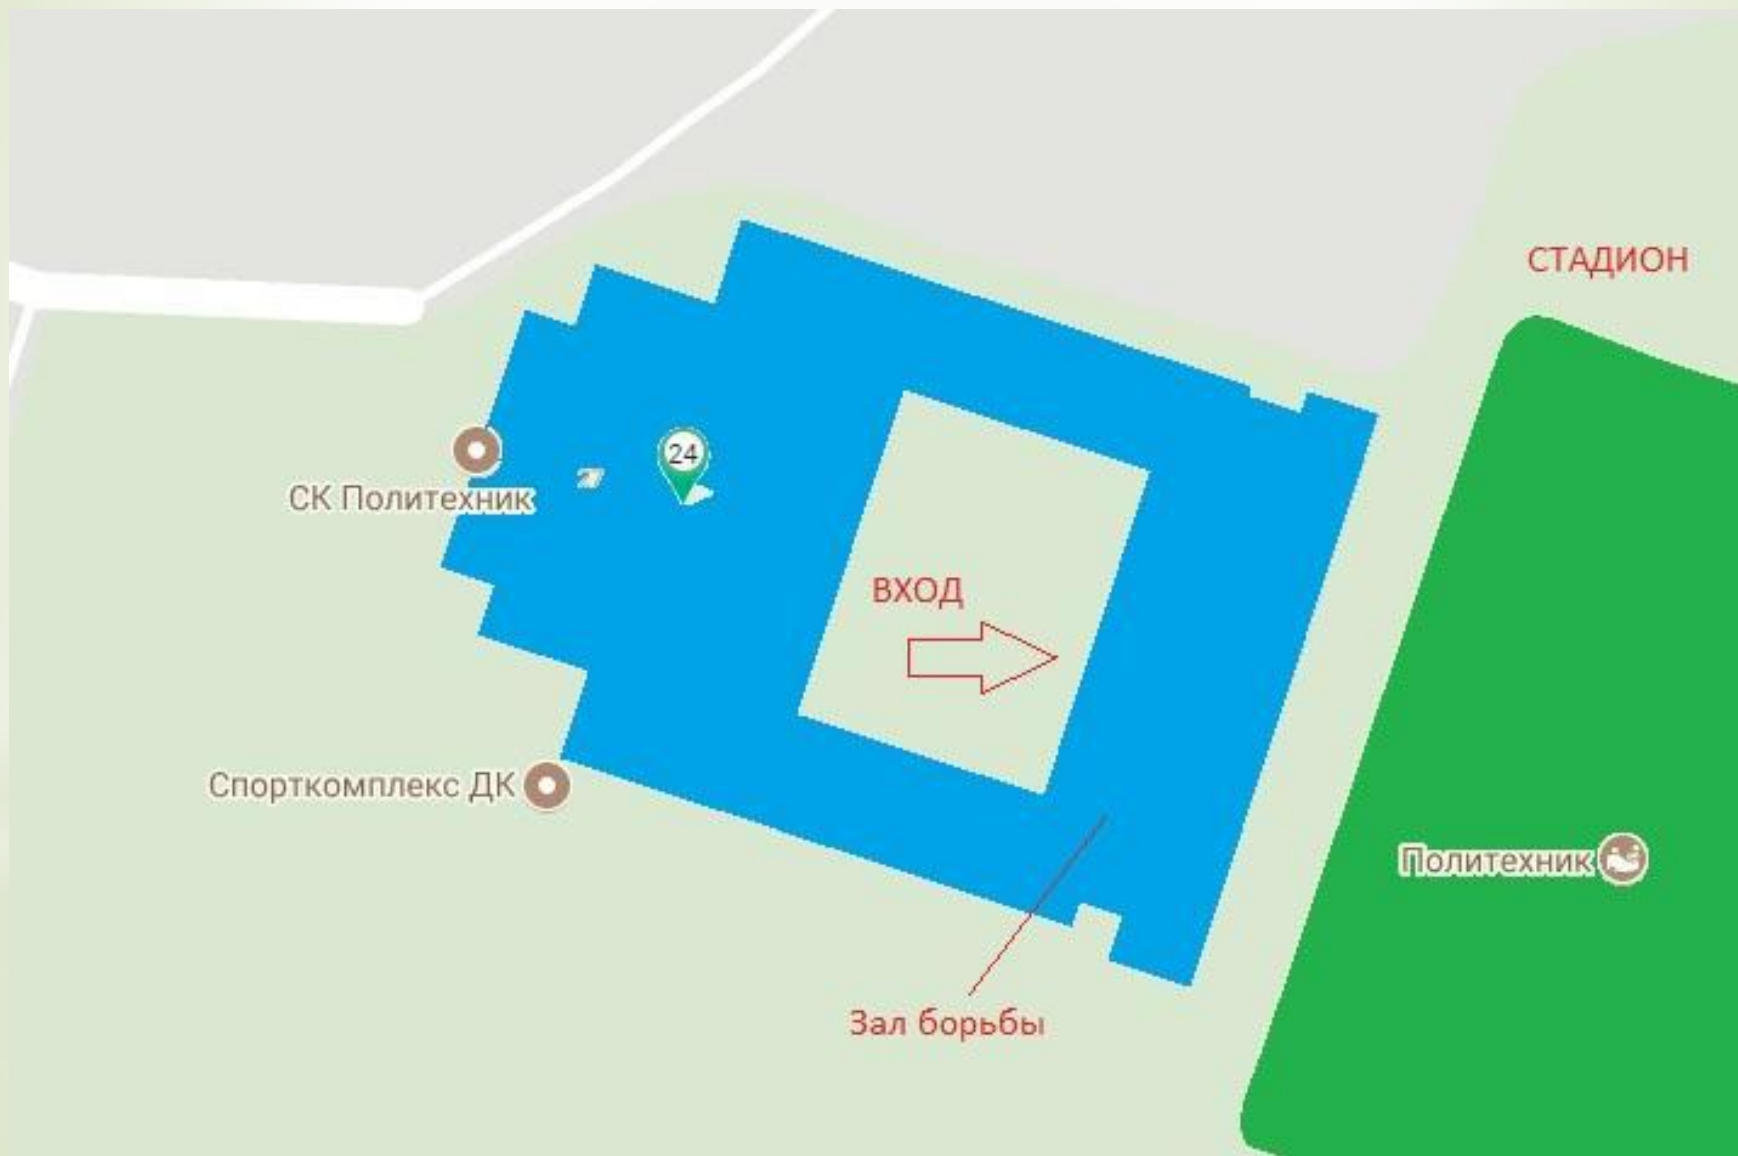 СТАДИОН
24
СК Политехник
ВХОД
Спорткомплекс ДК
Политехник
Зал борьбы